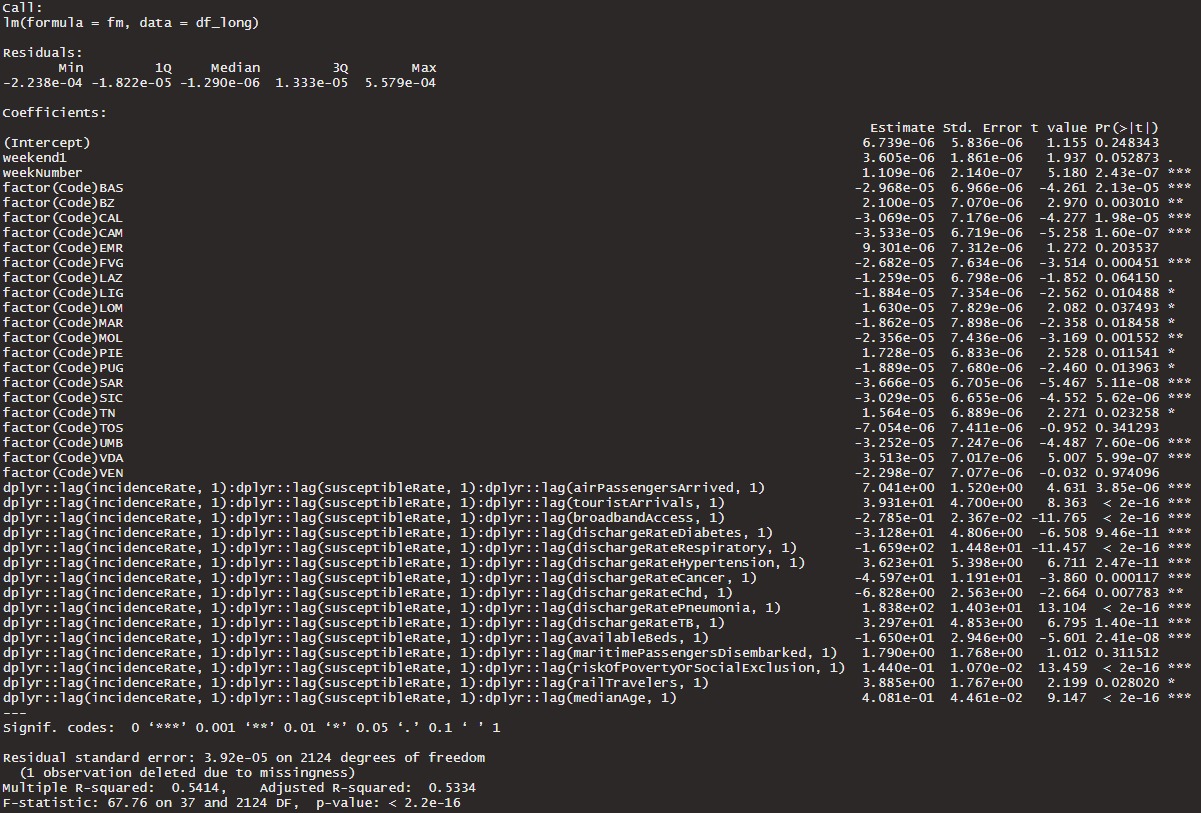 Call:
lm(formula = fm, data = df_long)
Residuals:
Min 1Q Median 3Q Max
-2.238e-04 -1.822e-05 -1.290e-06 1.333e-05 5.579e-04
Coefficients:
Estimate Std. Error t value Pr(>|t|)
(Intercept) 6.739e-06 5.836e-06 1.155 0.248343
weekend1 3.605e-06 1.861e-06 1.937 0.052873 .
weekNumber 1.109e-06 2.140e-07 5.180 2.43e-07 ***
factor(Code)BAS -2.968e-05 6.966e-06 -4.261 2.13e-05 ***
factor(Code)BZ 2.100e-05 7.070e-06 2.970 0.003010 **
factor(Code)CAL -3.069e-05 7.176e-06 -4.277 1.98e-05 ***
factor(Code)CAM -3.533e-05 6.719e-06 -5.258 1.60e-07 ***
factor(Code)EMR 9.301e-06 7.312e-06 1.272 0.203537
factor(Code)FVG -2.682e-05 7.634e-06 -3.514 0.000451 ***
factor(Code)LAZ -1.259e-05 6.798e-06 -1.852 0.064150 .
factor(Code)LIG -1.884e-05 7.354e-06 -2.562 0.010488 *
factor(Code)LOM 1.630e-05 7.829e-06 2.082 0.037493 *
factor(Code)MAR -1.862e-05 7.898e-06 -2.358 0.018458 *
factor(Code)MOL -2.356e-05 7.436e-06 -3.169 0.001552 **
factor(Code)PIE 1.728e-05 6.833e-06 2.528 0.011541 *
factor(Code)PUG -1.889e-05 7.680e-06 -2.460 0.013963 *
factor(Code)SAR -3.666e-05 6.705e-06 -5.467 5.11e-08 ***
factor(Code)SIC -3.029e-05 6.655e-06 -4.552 5.62e-06 ***
factor(Code)TN 1.564e-05 6.889e-06 2.271 0.023258 *
factor(Code)TOS -7.054e-06 7.411e-06 -0.952 0.341293
factor(Code)UMB -3.252e-05 7.247e-06 -4.487 7.60e-06 ***
factor(Code)VDA 3.513e-05 7.017e-06 5.007 5.99e-07 ***
factor(Code)VEN -2.298e-07 7.077e-06 -0.032 0.974096
dplyr::lag(incidenceRate, 1):dplyr::lag(susceptibleRate, 1):dplyr::lag(airPassengersArrived, 1) 7.041e+00 1.520e+00 4.631 3.85e-06 ***
dplyr::lag(incidenceRate, 1):dplyr::lag(susceptibleRate, 1):dplyr::lag(touristArrivals, 1) 3.931e+01 4.700e+00 8.363 < 2e-16 ***
dplyr::lag(incidenceRate, 1):dplyr::lag(susceptibleRate, 1):dplyr::lag(broadbandAccess, 1) -2.785e-01 2.367e-02 -11.765 < 2e-16 ***
dplyr::lag(incidenceRate, 1):dplyr::lag(susceptibleRate, 1):dplyr::lag(dischargeRateDiabetes, 1) -3.128e+01 4.806e+00 -6.508 9.46e-11 ***
dplyr::lag(incidenceRate, 1):dplyr::lag(susceptibleRate, 1):dplyr::lag(dischargeRateRespiratory, 1) -1.659e+02 1.448e+01 -11.457 < 2e-16 ***
dplyr::lag(incidenceRate, 1):dplyr::lag(susceptibleRate, 1):dplyr::lag(dischargeRateHypertension, 1) 3.623e+01 5.398e+00 6.711 2.47e-11 ***
dplyr::lag(incidenceRate, 1):dplyr::lag(susceptibleRate, 1):dplyr::lag(dischargeRateCancer, 1) -4.597e+01 1.191e+01 -3.860 0.000117 ***
dplyr::lag(incidenceRate, 1):dplyr::lag(susceptibleRate, 1):dplyr::lag(dischargeRateChd, 1) -6.828e+00 2.563e+00 -2.664 0.007783 **
dplyr::lag(incidenceRate, 1):dplyr::lag(susceptibleRate, 1):dplyr::lag(dischargeRatePneumonia, 1) 1.838e+02 1.403e+01 13.104 < 2e-16 ***
dplyr::lag(incidenceRate, 1):dplyr::lag(susceptibleRate, 1):dplyr::lag(dischargeRateTB, 1) 3.297e+01 4.853e+00 6.795 1.40e-11 ***
dplyr::lag(incidenceRate, 1):dplyr::lag(susceptibleRate, 1):dplyr::lag(availableBeds, 1) -1.650e+01 2.946e+00 -5.601 2.41e-08 ***
dplyr::lag(incidenceRate, 1):dplyr::lag(susceptibleRate, 1):dplyr::lag(maritimePassengersDisembarked, 1) 1.790e+00 1.768e+00 1.012 0.311512
dplyr::lag(incidenceRate, 1):dplyr::lag(susceptibleRate, 1):dplyr::lag(riskOfPovertyOrSocialExclusion, 1) 1.440e-01 1.070e-02 13.459 < 2e-16 ***
dplyr::lag(incidenceRate, 1):dplyr::lag(susceptibleRate, 1):dplyr::lag(railTravelers, 1) 3.885e+00 1.767e+00 2.199 0.028020 *
dplyr::lag(incidenceRate, 1):dplyr::lag(susceptibleRate, 1):dplyr::lag(medianAge, 1) 4.081e-01 4.461e-02 9.147 < 2e-16 ***
---
Signif. codes: 0 ‘***’ 0.001 ‘**’ 0.01 ‘*’ 0.05 ‘.’ 0.1 ‘ ’ 1
Residual standard error: 3.92e-05 on 2124 degrees of freedom
(1 observation deleted due to missingness)
Multiple R-squared: 0.5414, Adjusted R-squared: 0.5334
F-statistic: 67.76 on 37 and 2124 DF, p-value: < 2.2e-16